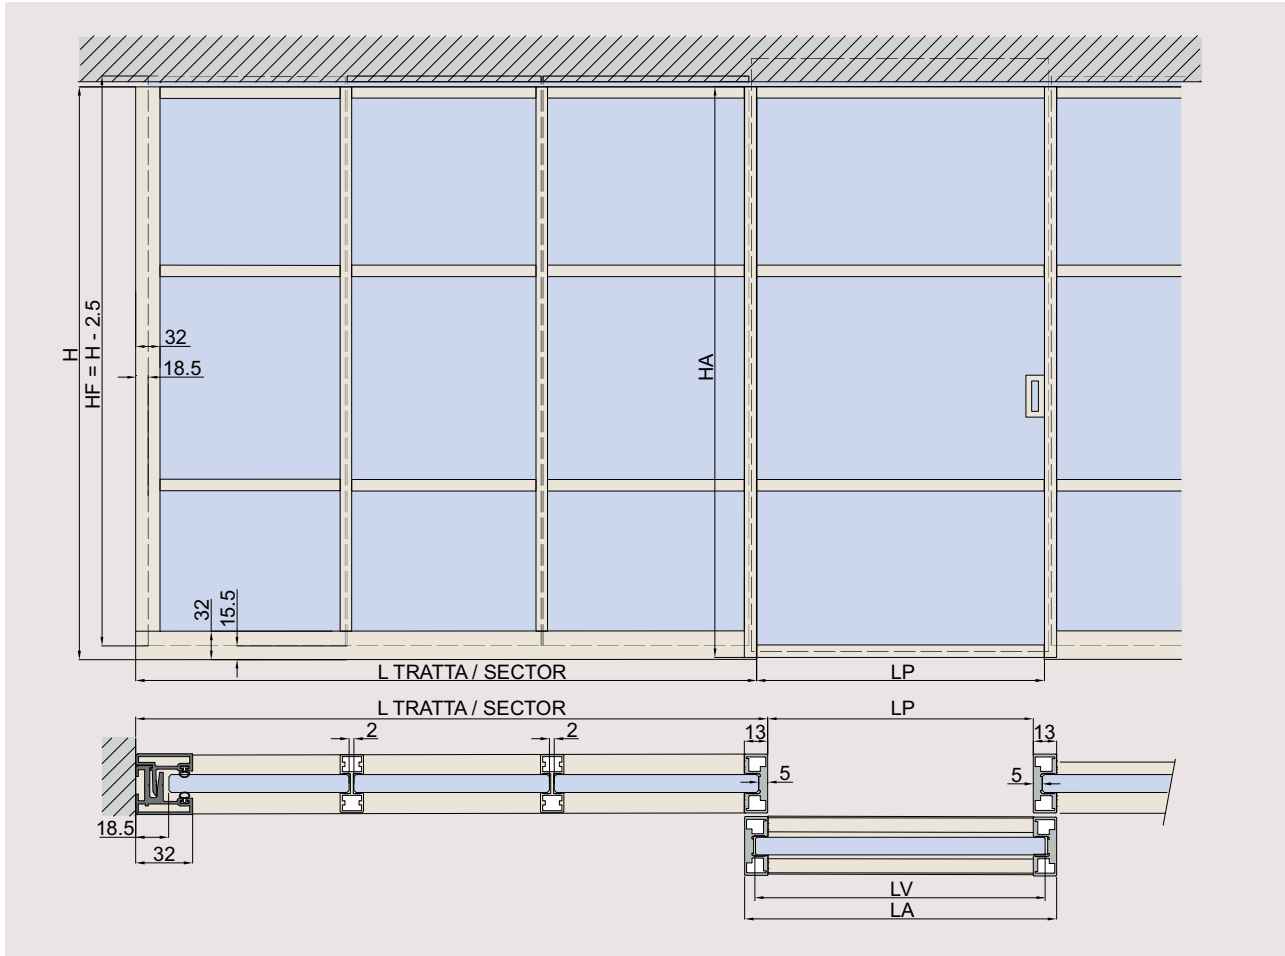 H
HF = H - 2.5
32
18.5
HA
32
15.5
L TRATTA / SECTOR
LP
L TRATTA / SECTOR
LP
2
2
13
13
5
5
18.5
32
LV
LA